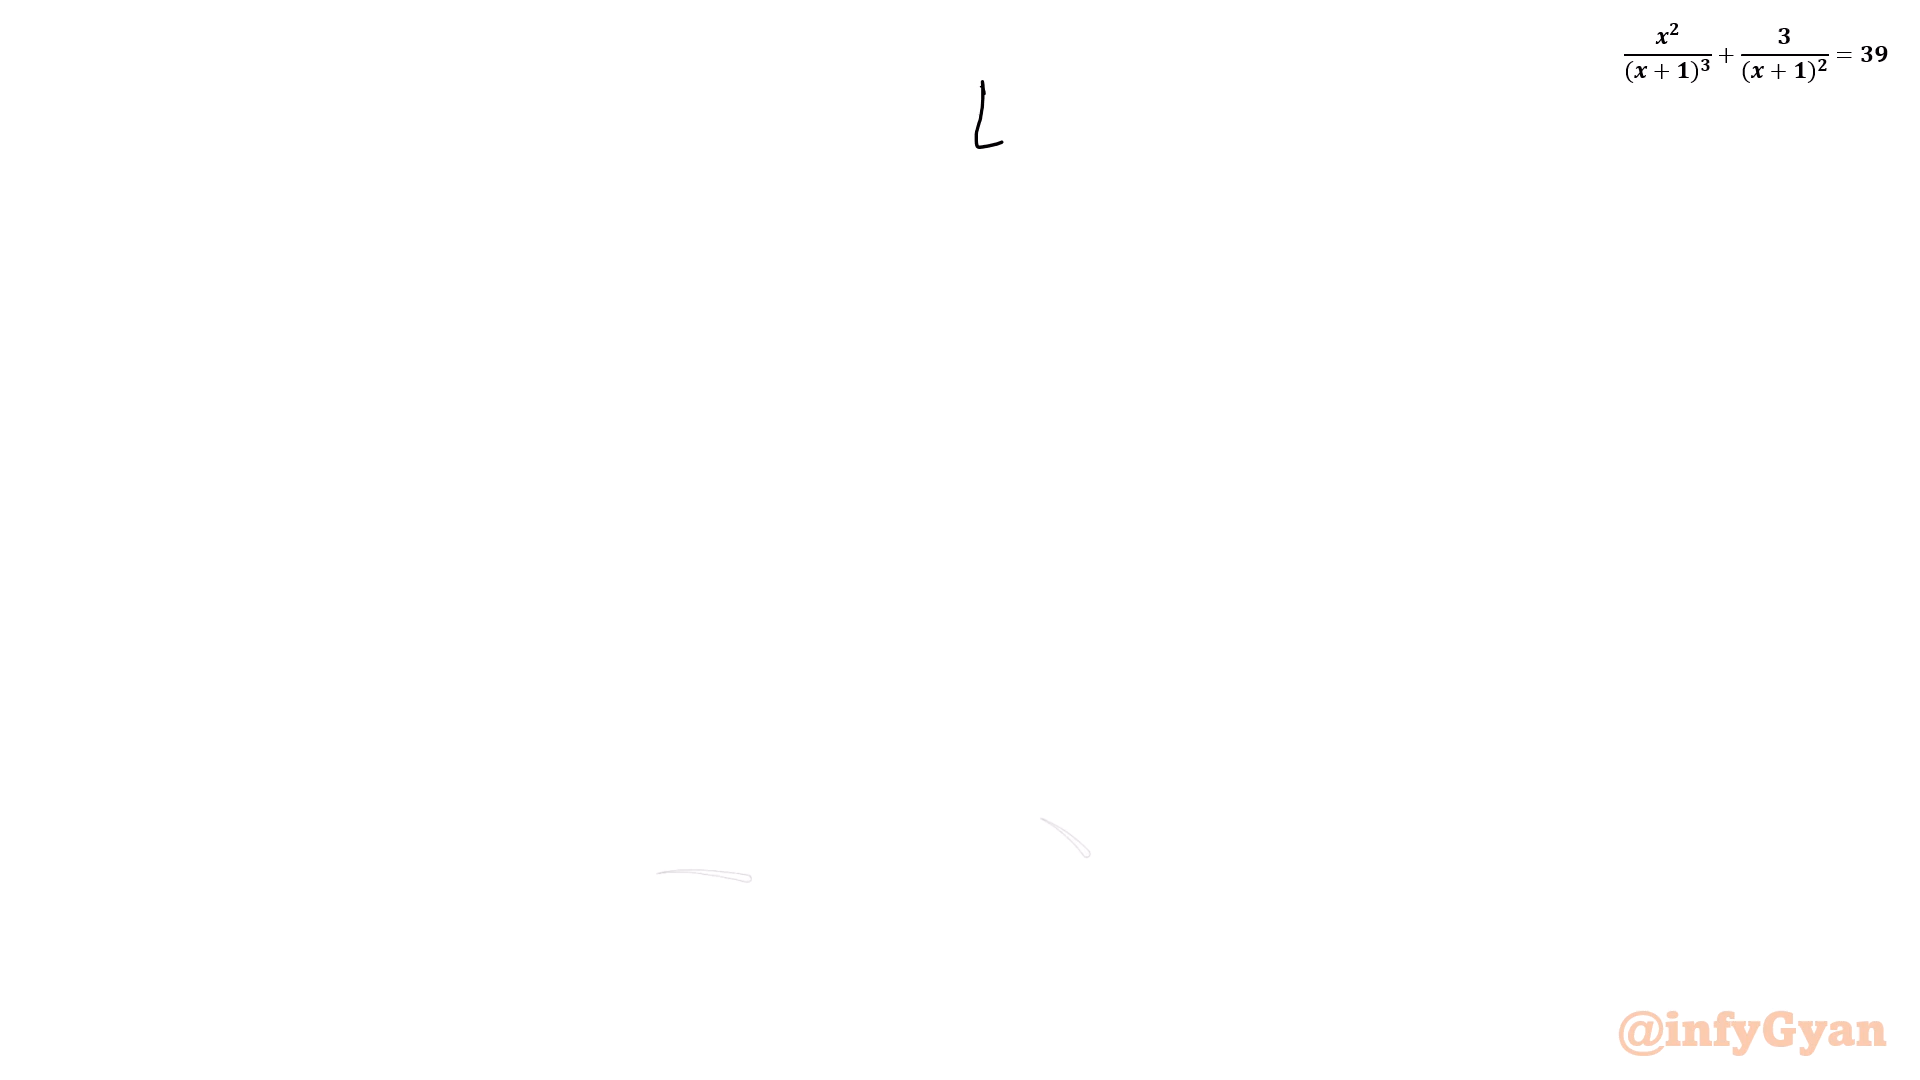 x²/(x + 1)³ + 3/(x + 1)² = 39
L
@infyGyan